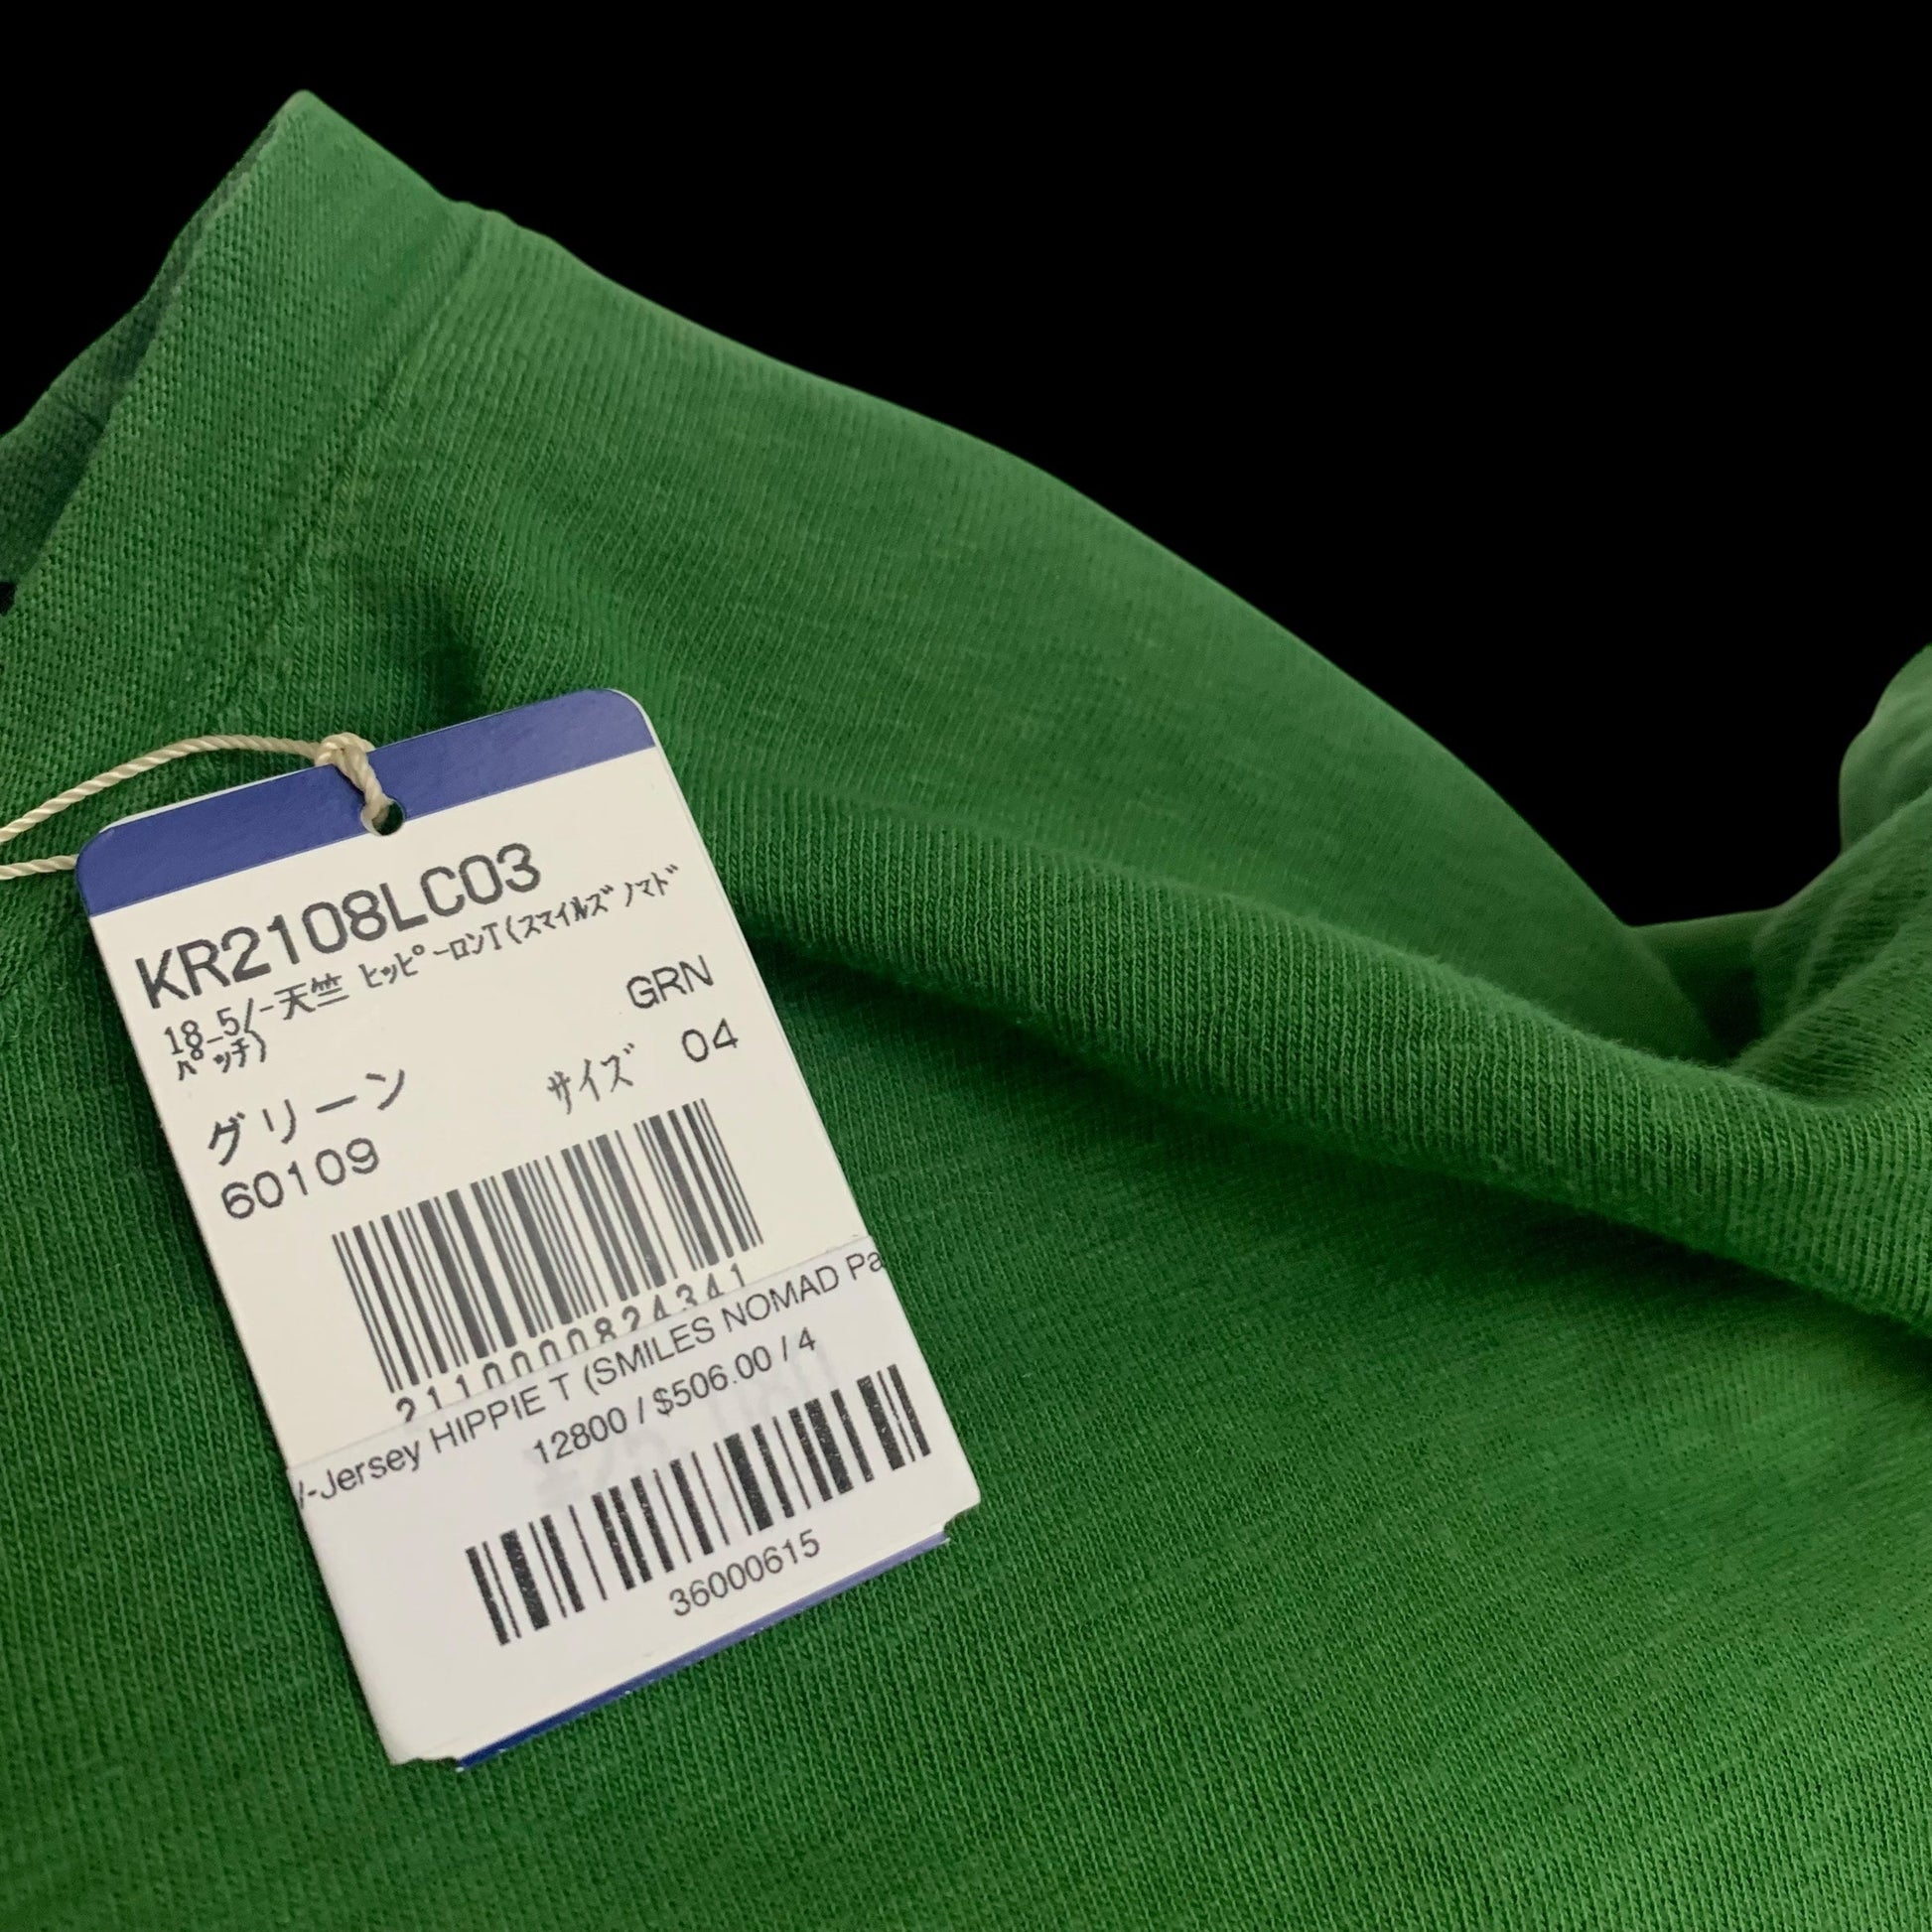 KR2108LC03
18_5/-天竺 ﾋｯﾋﾟｰﾛﾝT(ｽﾏｲﾙｽﾞﾉﾏﾄﾞ
ﾊﾟｯﾁ)
GRN
グリーン サイズ 04
60109
2110000824341
/-Jersey HIPPIE T (SMILES NOMAD Pa
12800 / $506.00 / 4
36000615